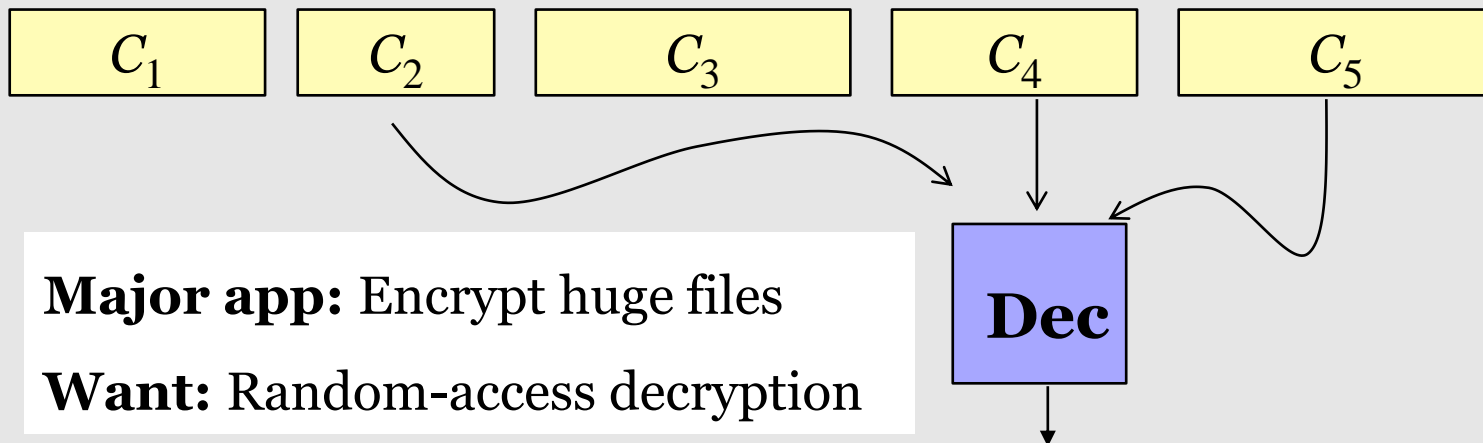 C₁ C₂ C₃ C₄ C₅
Major app: Encrypt huge files
Dec
Want: Random-access decryption